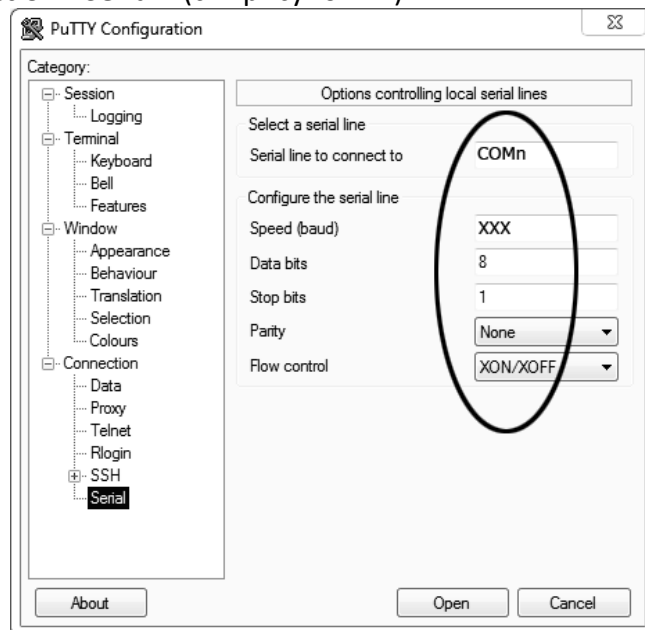 PuTTY Configuration
Category:
Session
Logging
Terminal
Keyboard
Bell
Features
Window
Appearance
Behaviour
Translation
Selection
Colours
Connection
Data
Proxy
Telnet
Rlogin
SSH
Serial
Options controlling local serial lines
Select a serial line
Serial line to connect to COMn
Configure the serial line
Speed (baud) XXX
Data bits 8
Stop bits 1
Parity None
Flow control XON/XOFF
About Open Cancel